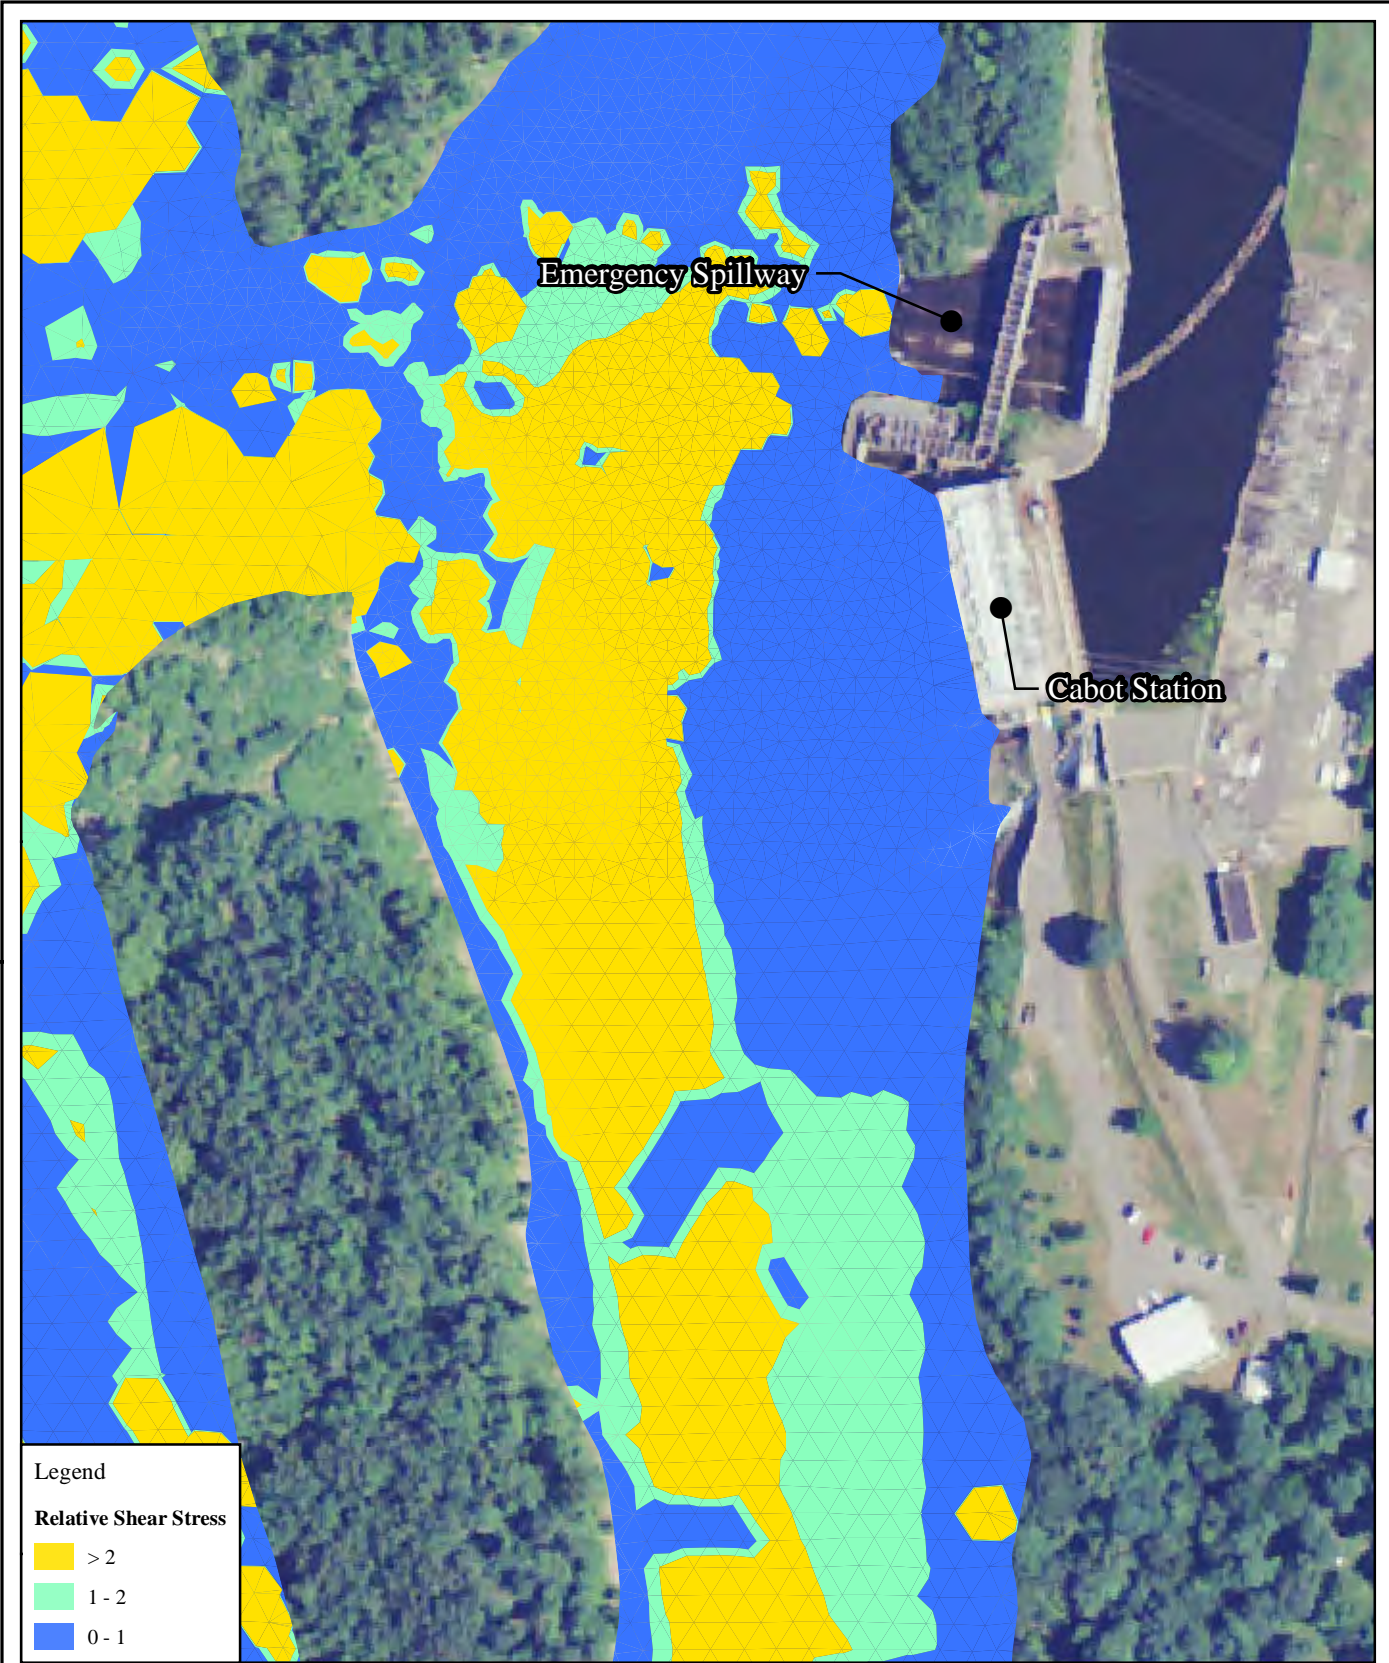 Emergency Spillway
Cabot Station
Legend
Relative Shear Stress
> 2
1 - 2
0 - 1